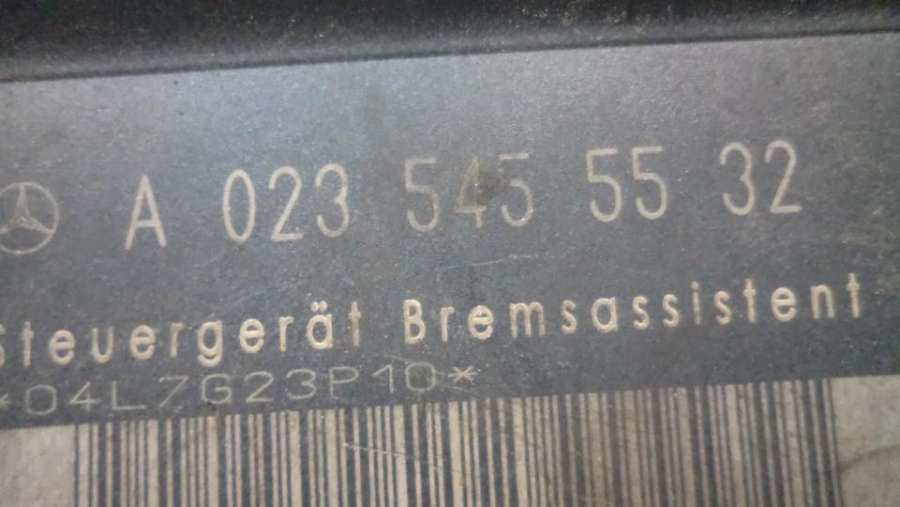 A 023 545 55 32
Steuergerät Bremsassistent
*04L7G23P10*